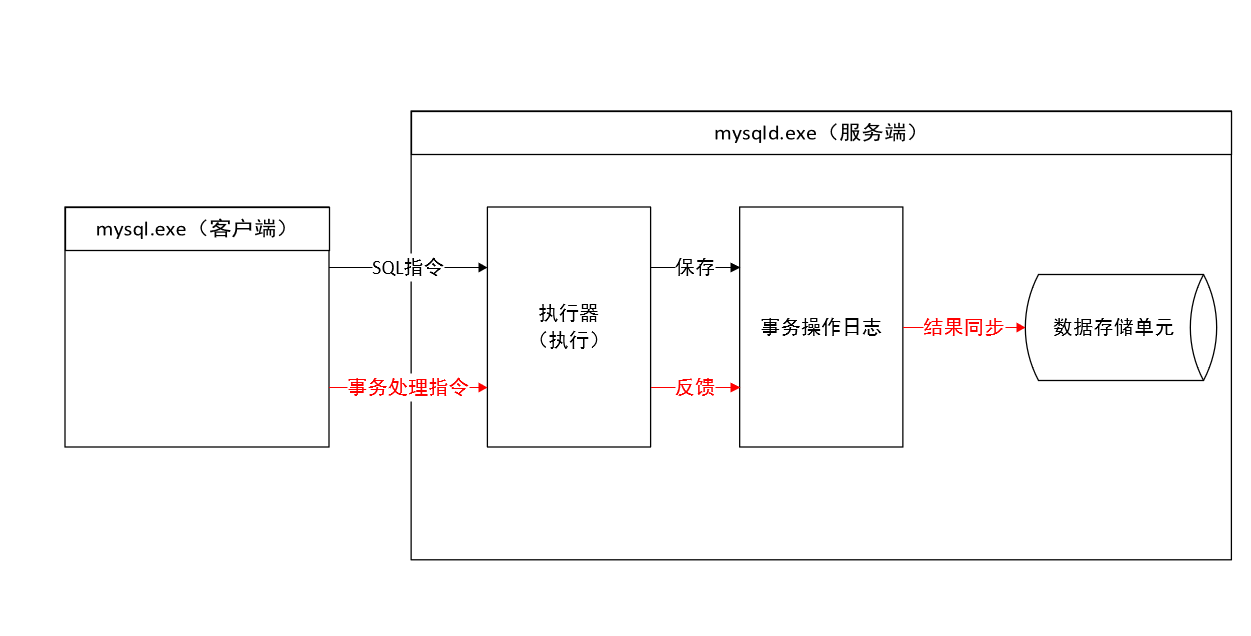 mysqld.exe（服务端）
mysql.exe（客户端）
SQL指令
保存
执行器
（执行）
事务操作日志
结果同步
数据存储单元
事务处理指令
反馈